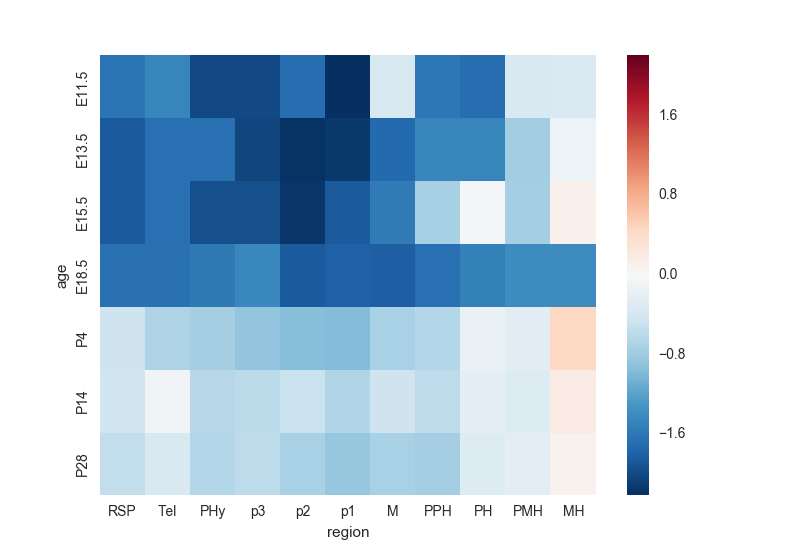 E11.5
E13.5
E15.5
E18.5
P4
P14
P28
age
RSP Tel PHy p3 p2 p1 M PPH PH PMH MH
region
1.6
0.8
0.0
−0.8
−1.6